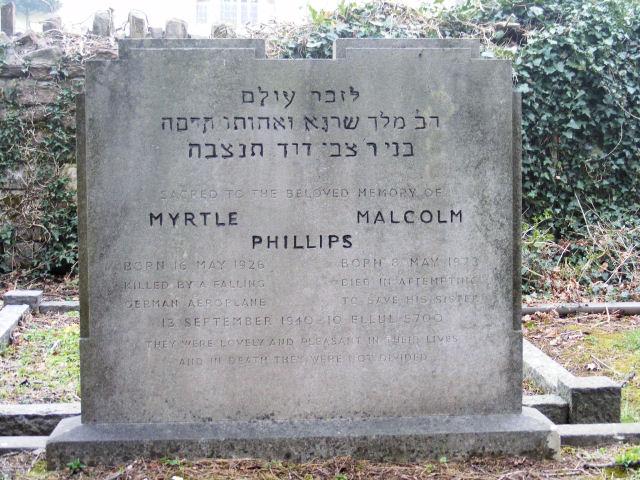 לזכר עולם
רב מלך שרגא ואחותו תימה
בני ר צבי דוד תנצבה
SACRED TO THE BELOVED MEMORY OF
MYRTLE MALCOLM
PHILLIPS
BORN 16 MAY 1926
KILLED BY A FALLING
GERMAN AEROPLANE
BORN 8 MAY 1923
DIED IN ATTEMPTING
TO SAVE HIS SISTER
13 SEPTEMBER 1940-10 ELLUL 5700
THEY WERE LOVELY AND PLEASANT IN THEIR LIVES
AND IN DEATH THEY WERE NOT DIVIDED